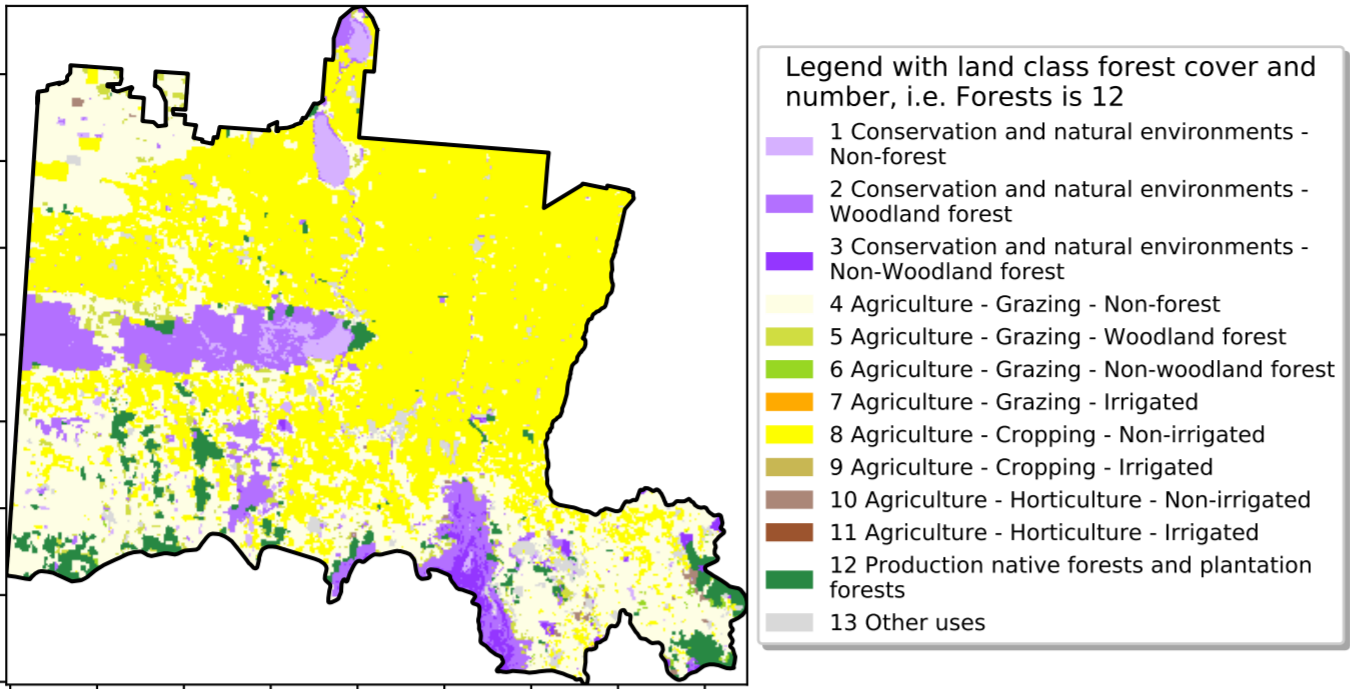 Legend with land class forest cover and
number, i.e. Forests is 12
1 Conservation and natural environments -
Non-forest
2 Conservation and natural environments -
Woodland forest
3 Conservation and natural environments -
Non-Woodland forest
4 Agriculture - Grazing - Non-forest
5 Agriculture - Grazing - Woodland forest
6 Agriculture - Grazing - Non-woodland forest
7 Agriculture - Grazing - Irrigated
8 Agriculture - Cropping - Non-irrigated
9 Agriculture - Cropping - Irrigated
10 Agriculture - Horticulture - Non-irrigated
11 Agriculture - Horticulture - Irrigated
12 Production native forests and plantation
forests
13 Other uses